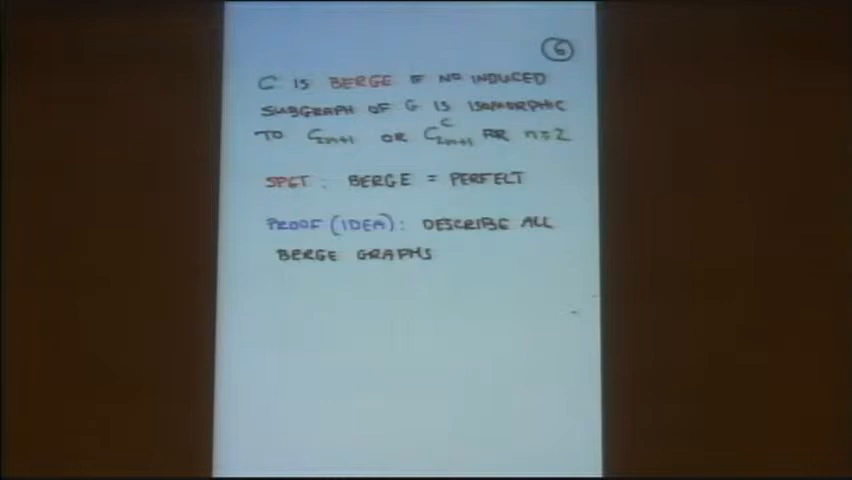 6
G IS BERGE IF NO INDUCED
SUBGRAPH OF G IS ISOMORPHIC
TO C2n+1 OR C^C2n+1 FOR n≥2
SPGT: BERGE = PERFECT
PROOF (IDEA): DESCRIBE ALL
BERGE GRAPHS